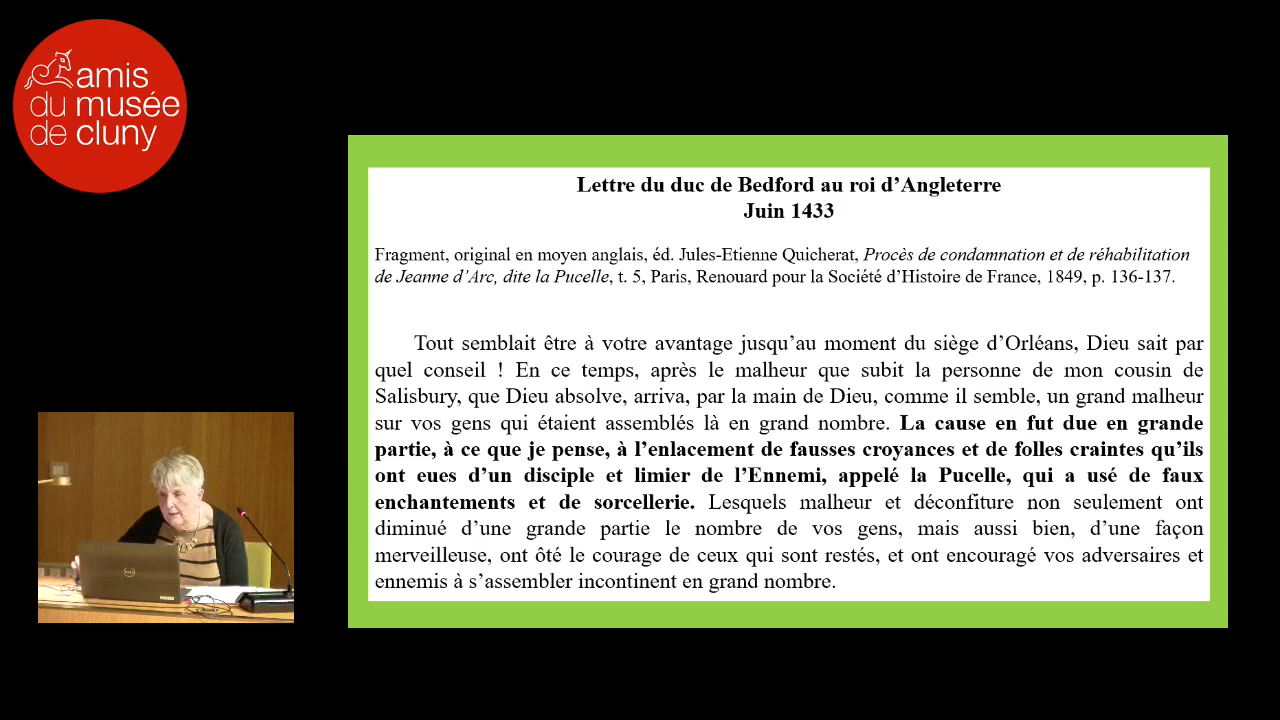 amis
du musée
de cluny
Lettre du duc de Bedford au roi d’Angleterre
Juin 1433
Fragment, original en moyen anglais, éd. Jules-Etienne Quicherat, Procès de condamnation et de réhabilitation
de Jeanne d’Arc, dite la Pucelle, t. 5, Paris, Renouard pour la Société d’Histoire de France, 1849, p. 136-137.
Tout semblait être à votre avantage jusqu’au moment du siège d’Orléans, Dieu sait par
quel conseil ! En ce temps, après le malheur que subit la personne de mon cousin de
Salisbury, que Dieu absolve, arriva, par la main de Dieu, comme il semble, un grand malheur
sur vos gens qui étaient assemblés là en grand nombre. La cause en fut due en grande
partie, à ce que je pense, à l’enlacement de fausses croyances et de folles craintes qu’ils
ont eues d’un disciple et limier de l’Ennemi, appelé la Pucelle, qui a usé de faux
enchantements et de sorcellerie. Lesquels malheur et déconfiture non seulement ont
diminué d’une grande partie le nombre de vos gens, mais aussi bien, d’une façon
merveilleuse, ont ôté le courage de ceux qui sont restés, et ont encouragé vos adversaires et
ennemis à s’assembler incontinent en grand nombre.